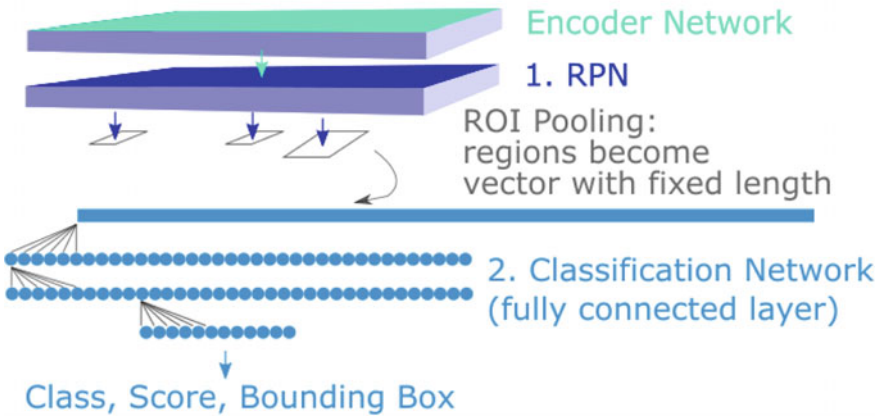 Encoder Network
1. RPN
ROI Pooling:
regions become
vector with fixed length
2. Classification Network
(fully connected layer)
Class, Score, Bounding Box